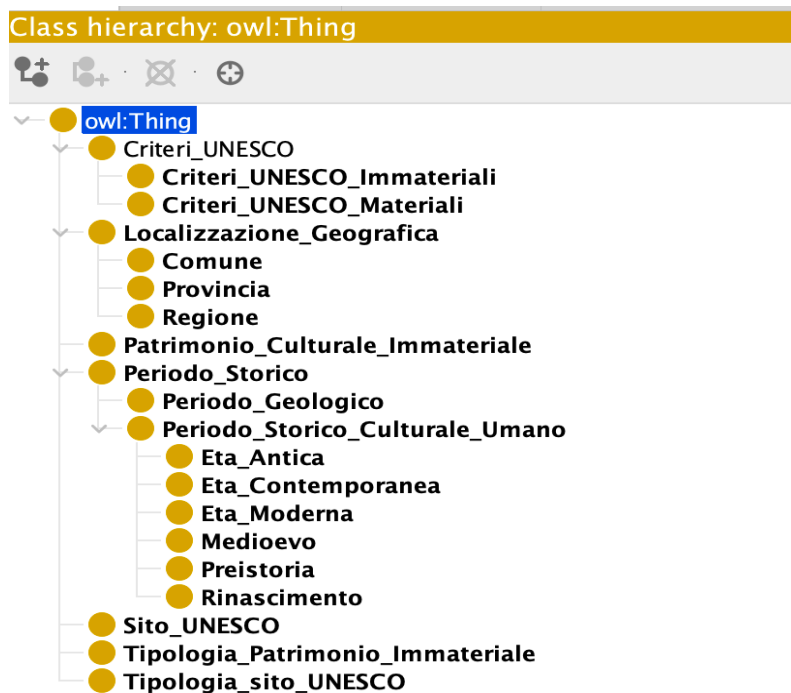 Class hierarchy: owl:Thing
owl:Thing
Criteri_UNESCO
Criteri_UNESCO_Immateriali
Criteri_UNESCO_Materiali
Localizzazione_Geografica
Comune
Provincia
Regione
Patrimonio_Culturale_Immateriale
Periodo_Storico
Periodo_Geologico
Periodo_Storico_Culturale_Umano
Eta_Antica
Eta_Contemporanea
Eta_Moderna
Medioevo
Preistoria
Rinascimento
Sito_UNESCO
Tipologia_Patrimonio_Immateriale
Tipologia_sito_UNESCO